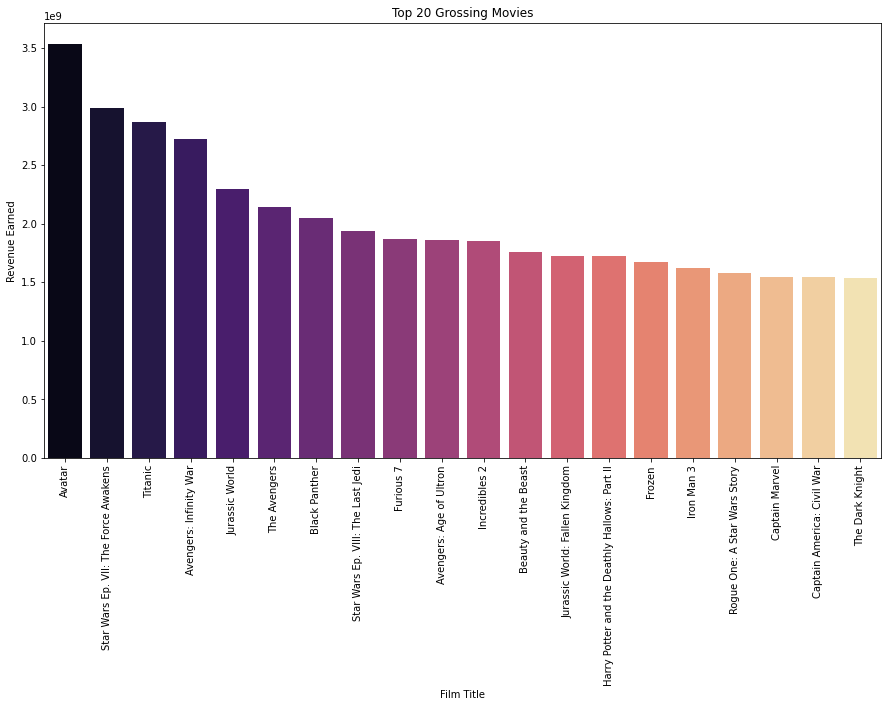 Top 20 Grossing Movies
1e9
3.5
3.0
2.5
2.0
1.5
1.0
0.5
0.0
Revenue Earned
Avatar
Star Wars Ep. VII: The Force Awakens
Titanic
Avengers: Infinity War
Jurassic World
The Avengers
Black Panther
Star Wars Ep. VIII: The Last Jedi
Furious 7
Avengers: Age of Ultron
Incredibles 2
Beauty and the Beast
Jurassic World: Fallen Kingdom
Harry Potter and the Deathly Hallows: Part II
Frozen
Iron Man 3
Rogue One: A Star Wars Story
Captain Marvel
Captain America: Civil War
The Dark Knight
Film Title